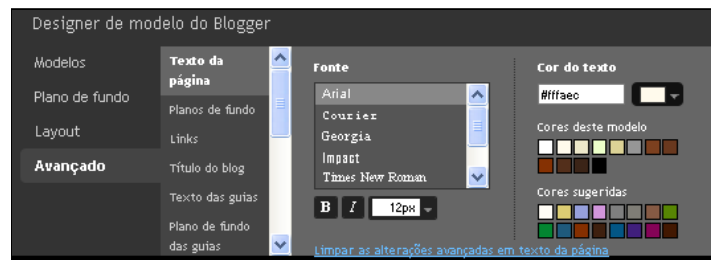 Designer de modelo do Blogger
Modelos
Plano de fundo
Layout
Avançado
Texto da
página
Planos de fundo
Links
Título do blog
Texto das guias
Plano de fundo
das guias
Fonte
Arial
Courier
Georgia
Impact
Times New Roman
B I 12px
Cor do texto
#fffaec
Cores deste modelo
Cores sugeridas
Limpar as alterações avançadas em texto da página